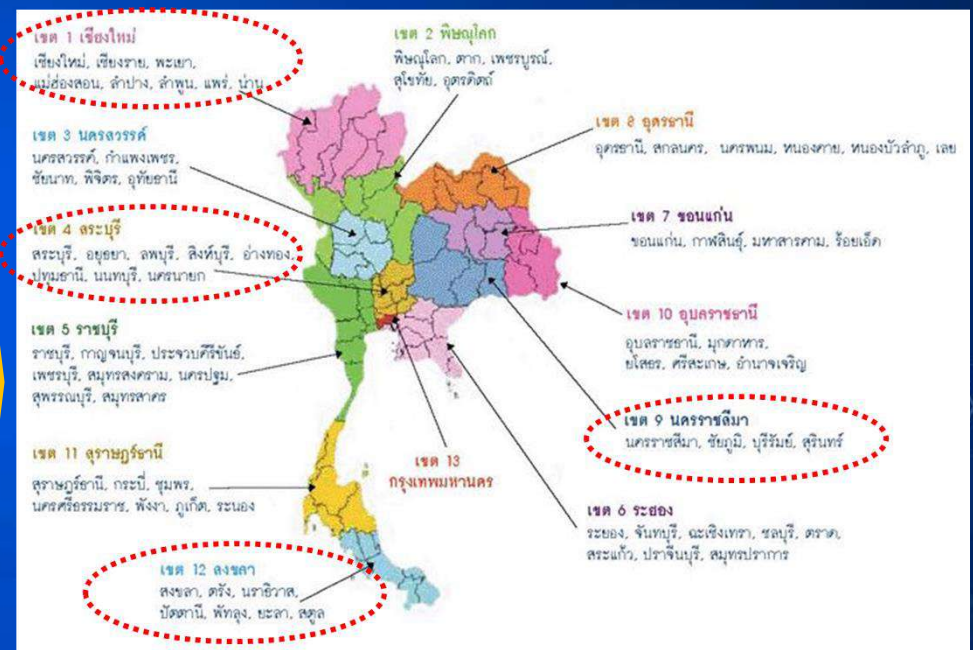 เขต 1 เชียงใหม่
เชียงใหม่, เชียงราย, พะเยา,
แม่ฮ่องสอน, ลำปาง, ลำพูน, แพร่, น่าน
เขต 2 พิษณุโลก
พิษณุโลก, ตาก, เพชรบูรณ์,
สุโขทัย, อุตรดิตถ์
เขต 3 นครสวรรค์
นครสวรรค์, กำแพงเพชร,
ชัยนาท, พิจิตร, อุทัยธานี
เขต 8 อุดรธานี
อุดรธานี, สกลนคร, นครพนม, หนองคาย, หนองบัวลำภู, เลย
เขต 4 สระบุรี
สระบุรี, อยุธยา, ลพบุรี, สิงห์บุรี, อ่างทอง,
ปทุมธานี, นนทบุรี, นครนายก
เขต 7 ขอนแก่น
ขอนแก่น, กาฬสินธุ์, มหาสารคาม, ร้อยเอ็ด
เขต 5 ราชบุรี
ราชบุรี, กาญจนบุรี, ประจวบคีรีขันธ์,
เพชรบุรี, สมุทรสงคราม, นครปฐม,
สุพรรณบุรี, สมุทรสาคร
เขต 10 อุบลราชธานี
อุบลราชธานี, มุกดาหาร,
ยโสธร, ศรีสะเกษ, อำนาจเจริญ
เขต 9 นครราชสีมา
นครราชสีมา, ชัยภูมิ, บุรีรัมย์, สุรินทร์
เขต 11 สุราษฎร์ธานี
สุราษฎร์ธานี, กระบี่, ชุมพร,
นครศรีธรรมราช, พังงา, ภูเก็ต, ระนอง
เขต 13
กรุงเทพมหานคร
เขต 6 ระยอง
ระยอง, จันทบุรี, ฉะเชิงเทรา, ชลบุรี, ตราด,
สระแก้ว, ปราจีนบุรี, สมุทรปราการ
เขต 12 สงขลา
สงขลา, ตรัง, นราธิวาส,
ปัตตานี, พัทลุง, ยะลา, สตูล